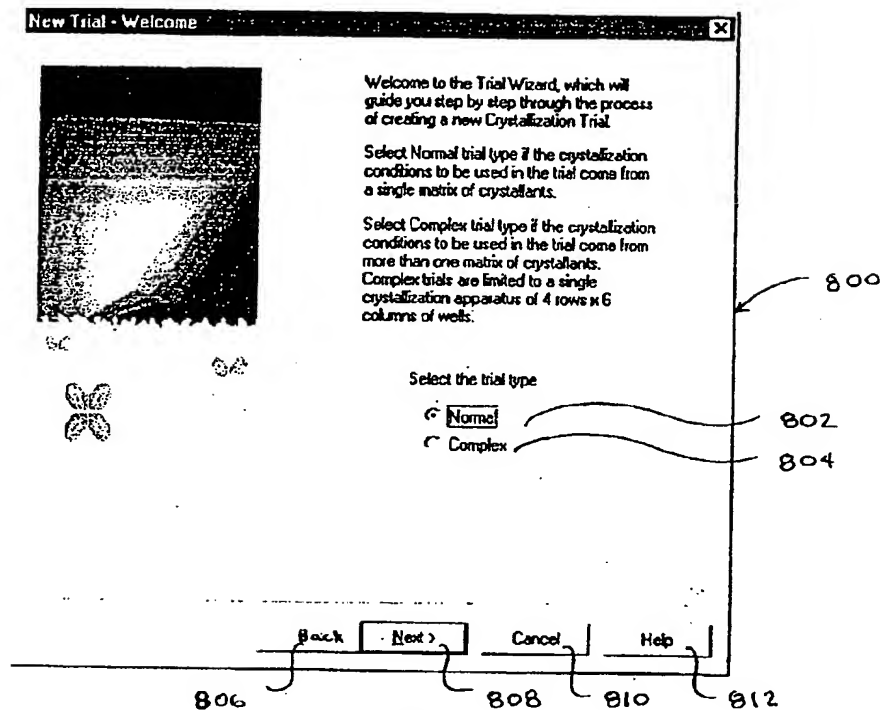 New Trial - Welcome
Welcome to the Trial Wizard, which will
guide you step by step through the process
of creating a new Crystallization Trial.
Select Normal trial type if the crystallization
conditions to be used in the trial come from
a single matrix of crystallants.
Select Complex trial type if the crystallization
conditions to be used in the trial come from
more than one matrix of crystallants.
Complex trials are limited to a single
crystallization apparatus of 4 rows x 6
columns of wells.
800
Select the trial type
Normal
802
Complex
804
Back
Next >
Cancel
Help
806
808
810
812